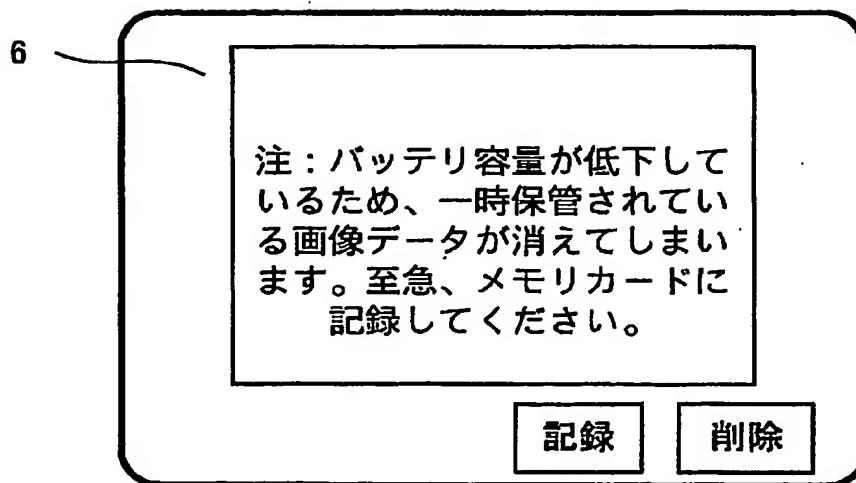 6
注：バッテリ容量が低下して
いるため、一時保管されてい
る画像データが消えてしまい
ます。至急、メモリカードに
記録してください。
記録 削除